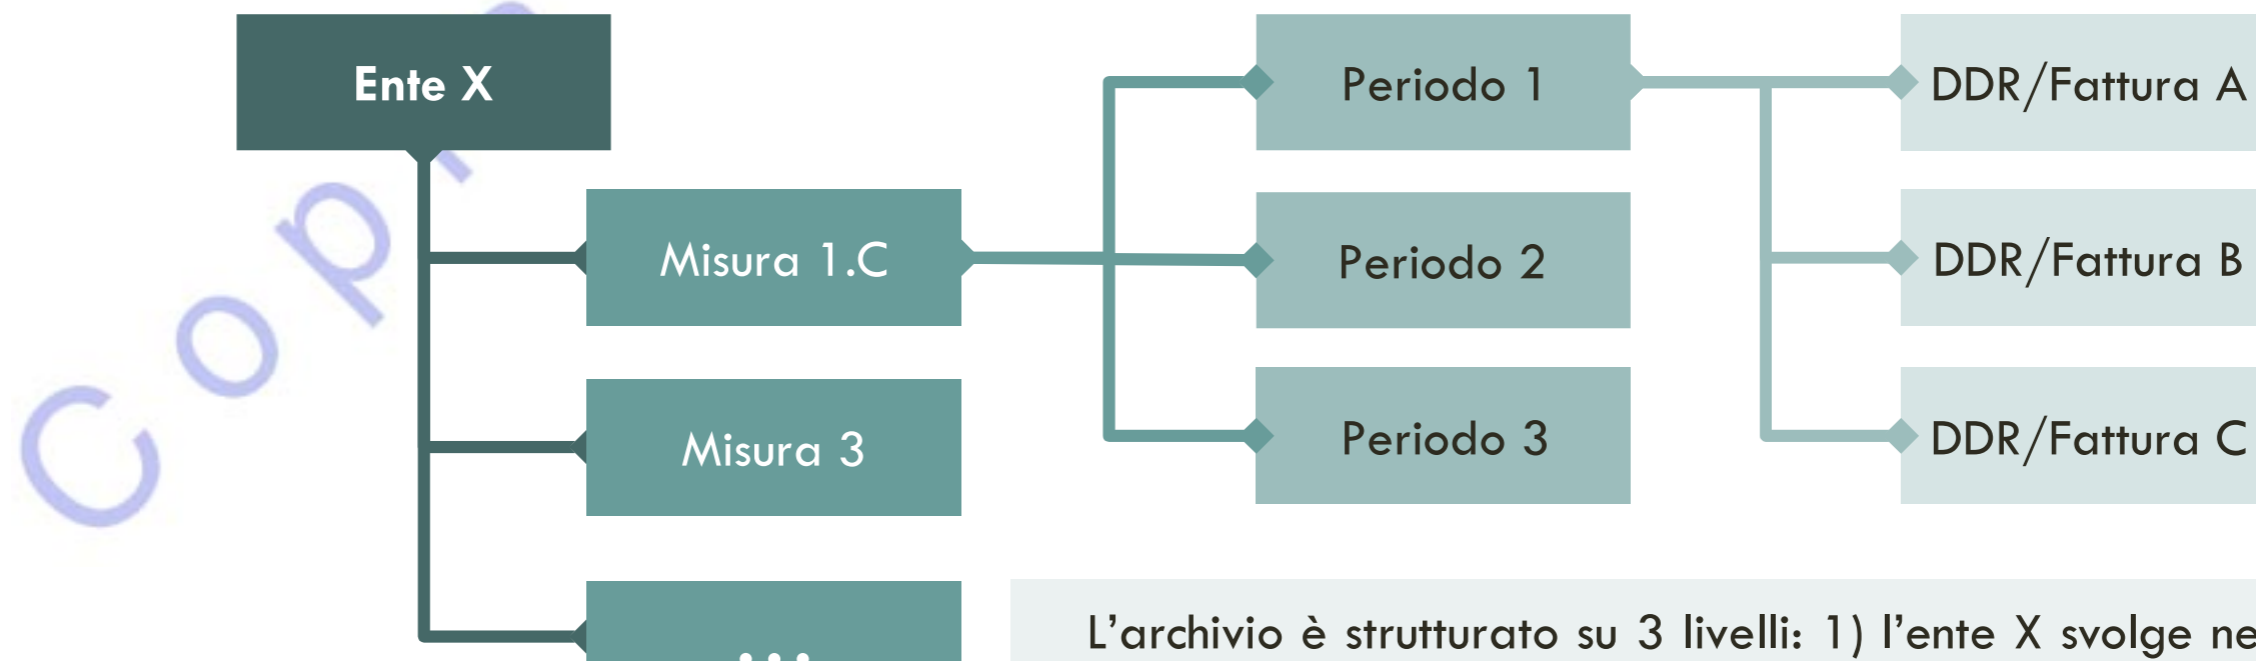 Ente X
Misura 1.C
Misura 3
...
Periodo 1
Periodo 2
Periodo 3
DDR/Fattura A
DDR/Fattura B
DDR/Fattura C
L'archivio è strutturato su 3 livelli: 1) l'ente X svolge